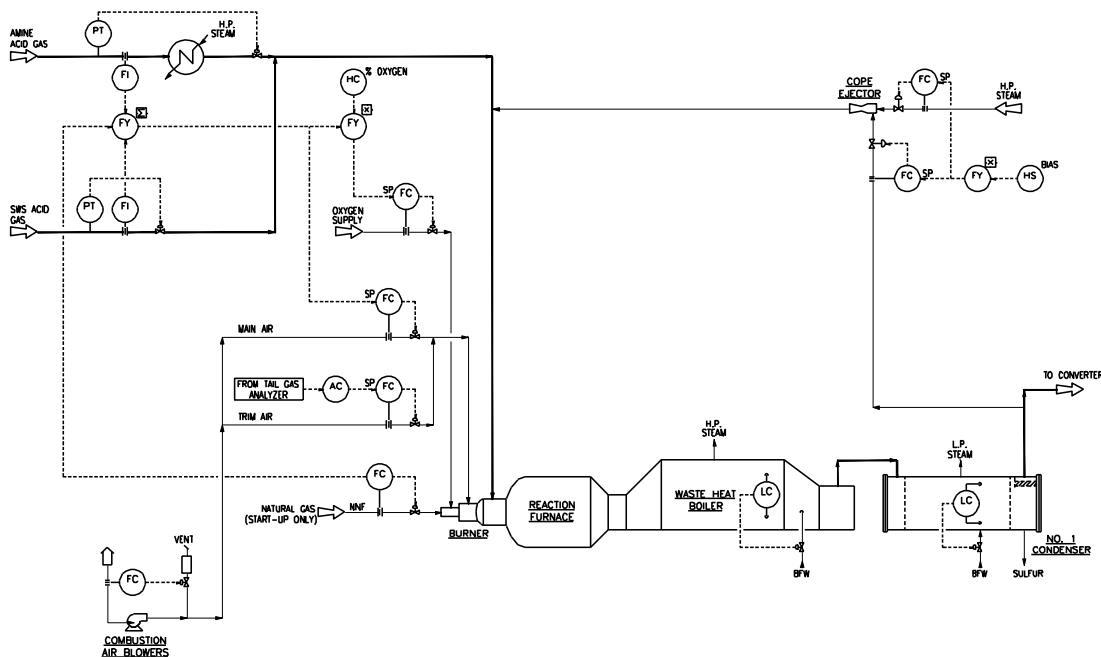 AMINE
ACID GAS
PT
H.P.
STEAM
FI
HC
% OXYGEN
FY
Σ
FY
X
PT
FI
SWS ACID
GAS
SP
FC
OXYGEN
SUPPLY
COPE
EJECTOR
FC
SP
H.P.
STEAM
FC
SP
FY
X
HS
BIAS
SP
FC
MAIN AIR
FROM TAIL GAS
ANALYZER
AC
SP
FC
TRIM AIR
TO CONVERTER
FC
NATURAL GAS
(START-UP ONLY)
NNF
BURNER
REACTION
FURNACE
H.P.
STEAM
WASTE HEAT
BOILER
LC
BFW
L.P.
STEAM
LC
BFW
NO. 1
CONDENSER
SULFUR
VENT
FC
COMBUSTION
AIR BLOWERS